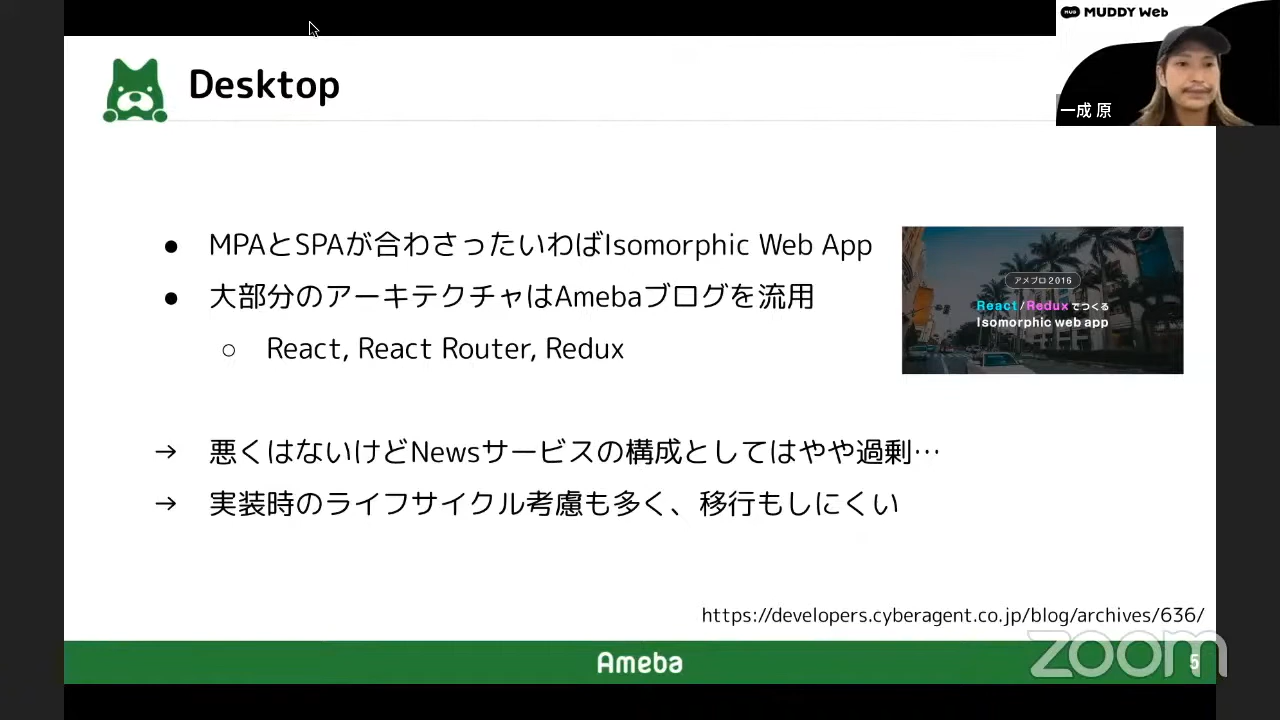 MUDDY Web
一成 原
Desktop
● MPAとSPAが合わさったいわばIsomorphic Web App
● 大部分のアーキテクチャはAmebaブログを流用
○ React, React Router, Redux
アメブロ2016
React/Reduxでつくる
Isomorphic web app
→ 悪くはないけどNewsサービスの構成としてはやや過剰…
→ 実装時のライフサイクル考慮も多く、移行もしにくい
https://developers.cyberagent.co.jp/blog/archives/636/
Ameba
5
zoom